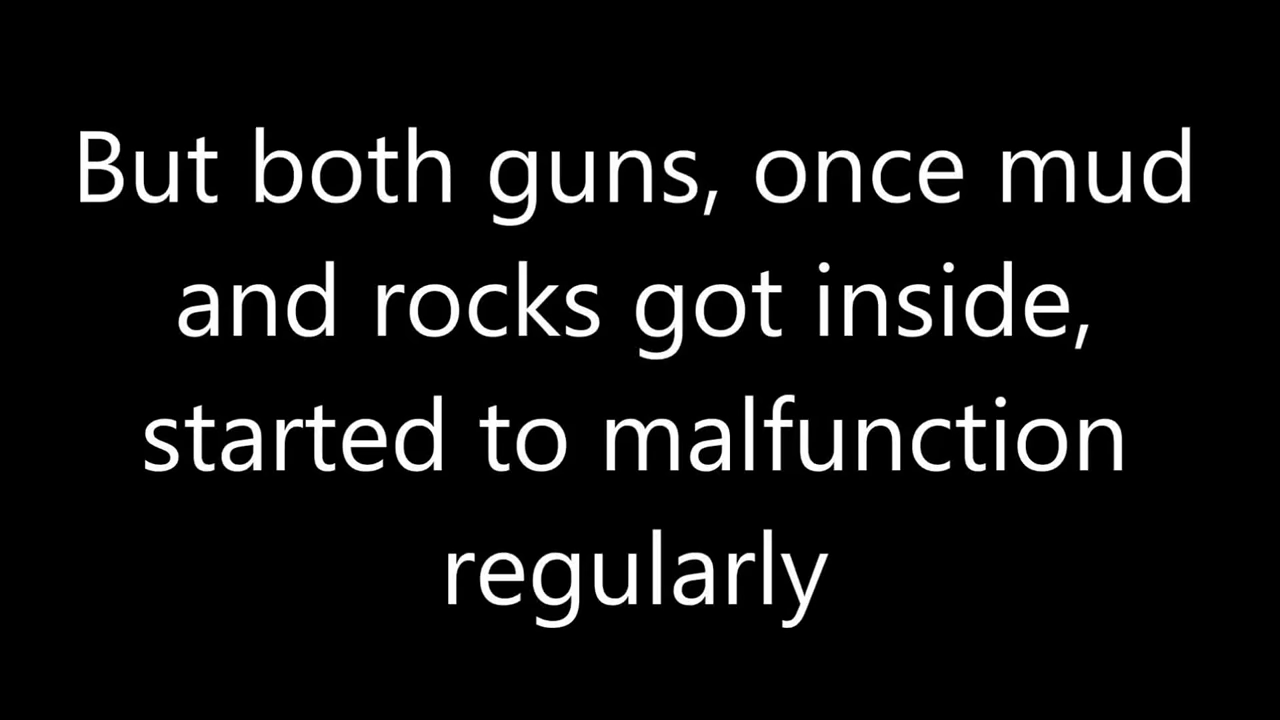 But both guns, once mud
and rocks got inside,
started to malfunction
regularly